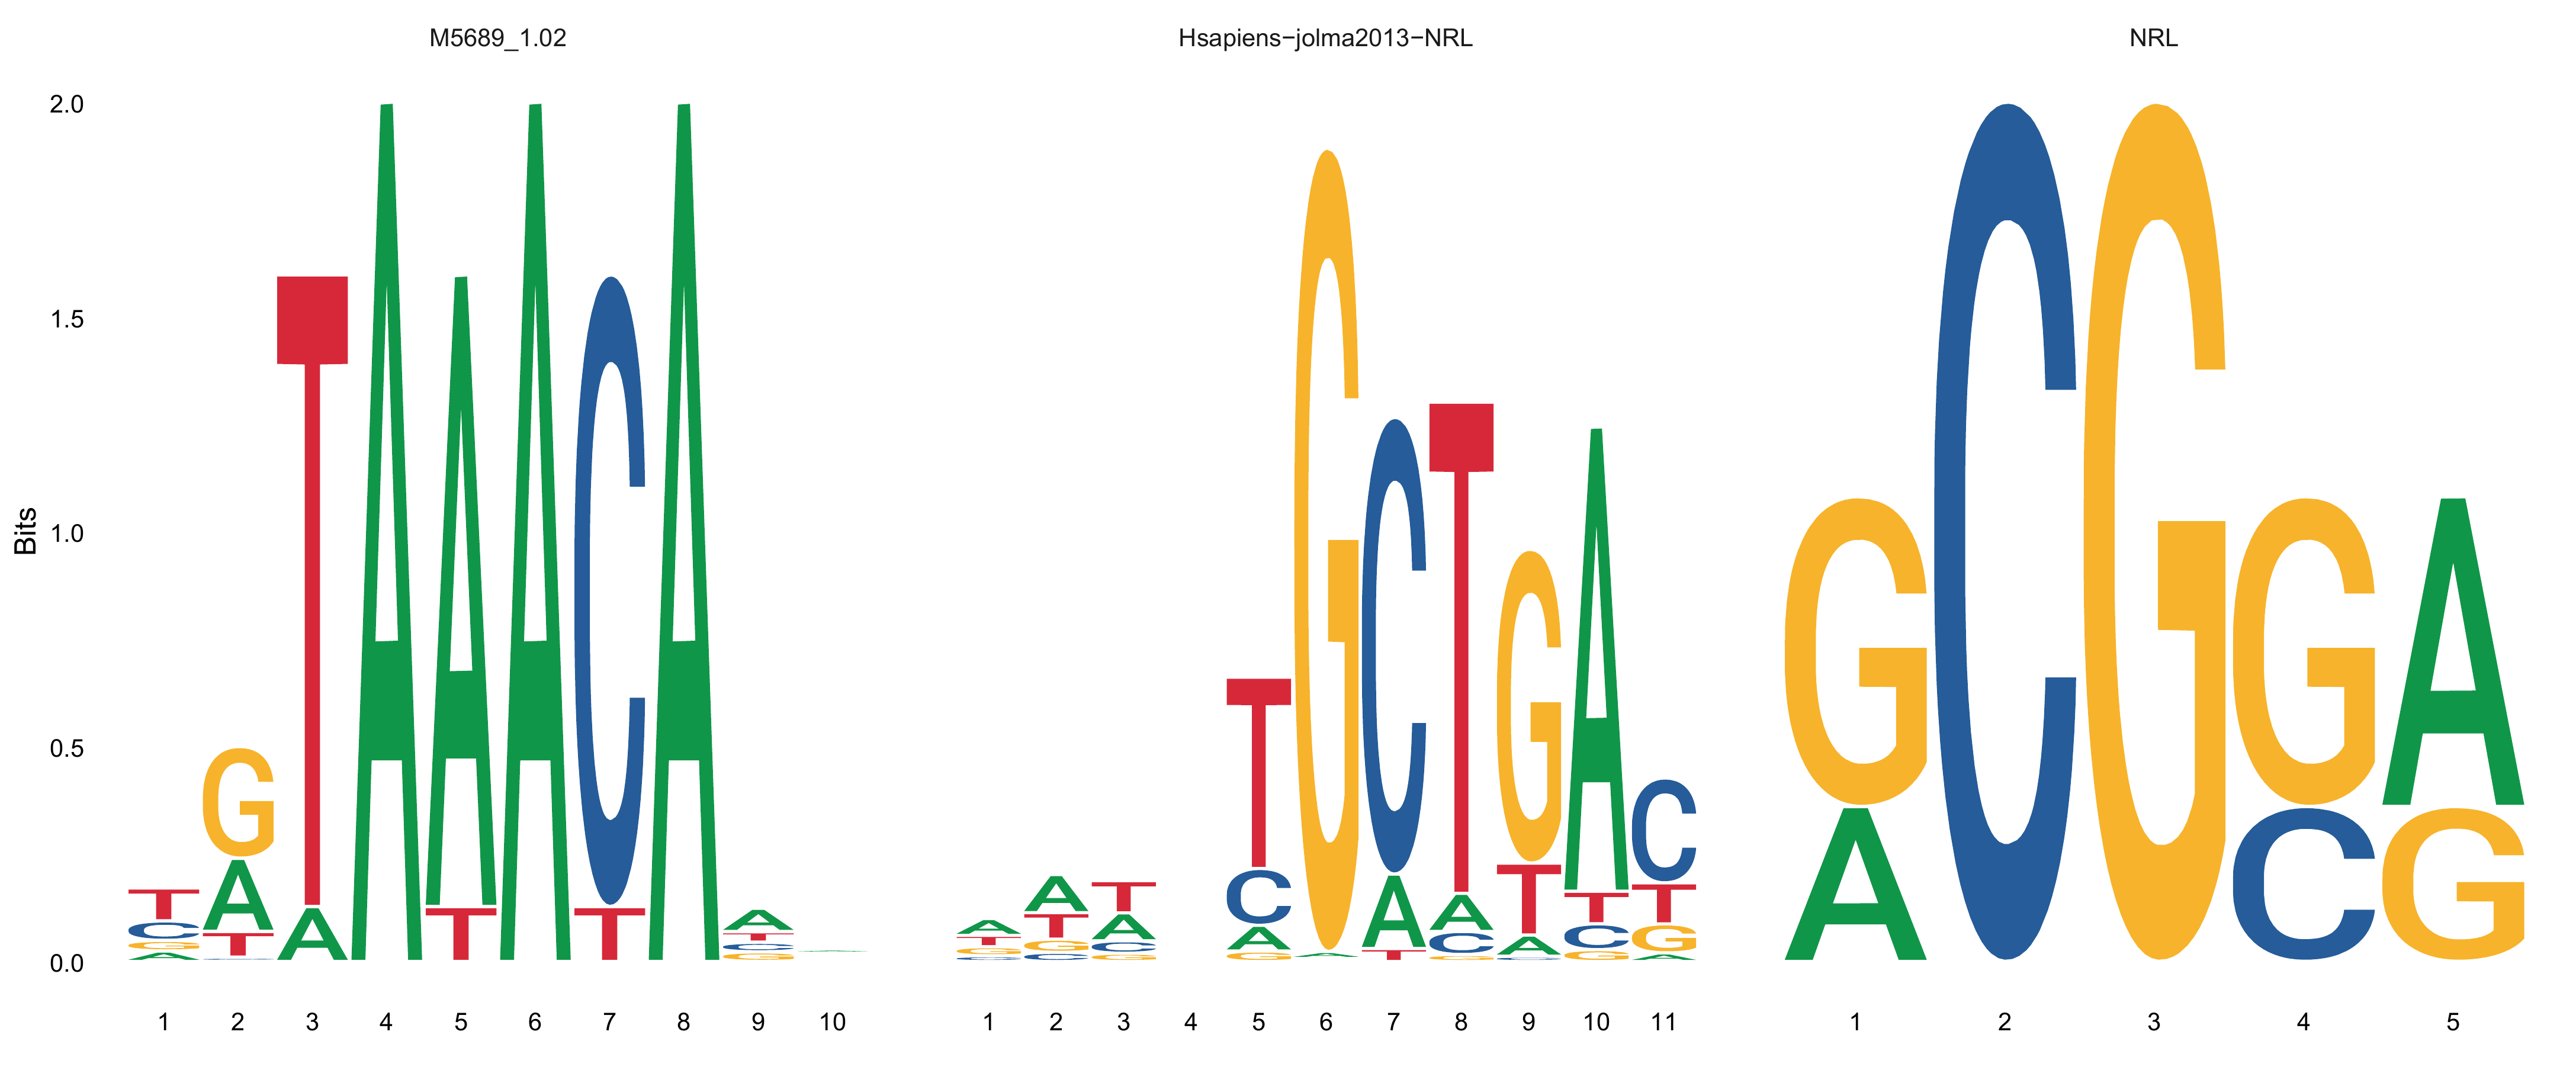 M5689_1.02 Hsapiens−jolma2013−NRL NRL
2.0
1.5
1.0
0.5
0.0
Bits
T C G A
G A T
T A
A
A T
A
C T
A
A T C G
A T G C
A T G C
T A C G
T C A G
G A
C A T
T A C G
G T A C
A T C G
C T G A
G A
C
G
G C
A G
1 2 3 4 5 6 7 8 9 10 1 2 3 4 5 6 7 8 9 10 11 1 2 3 4 5